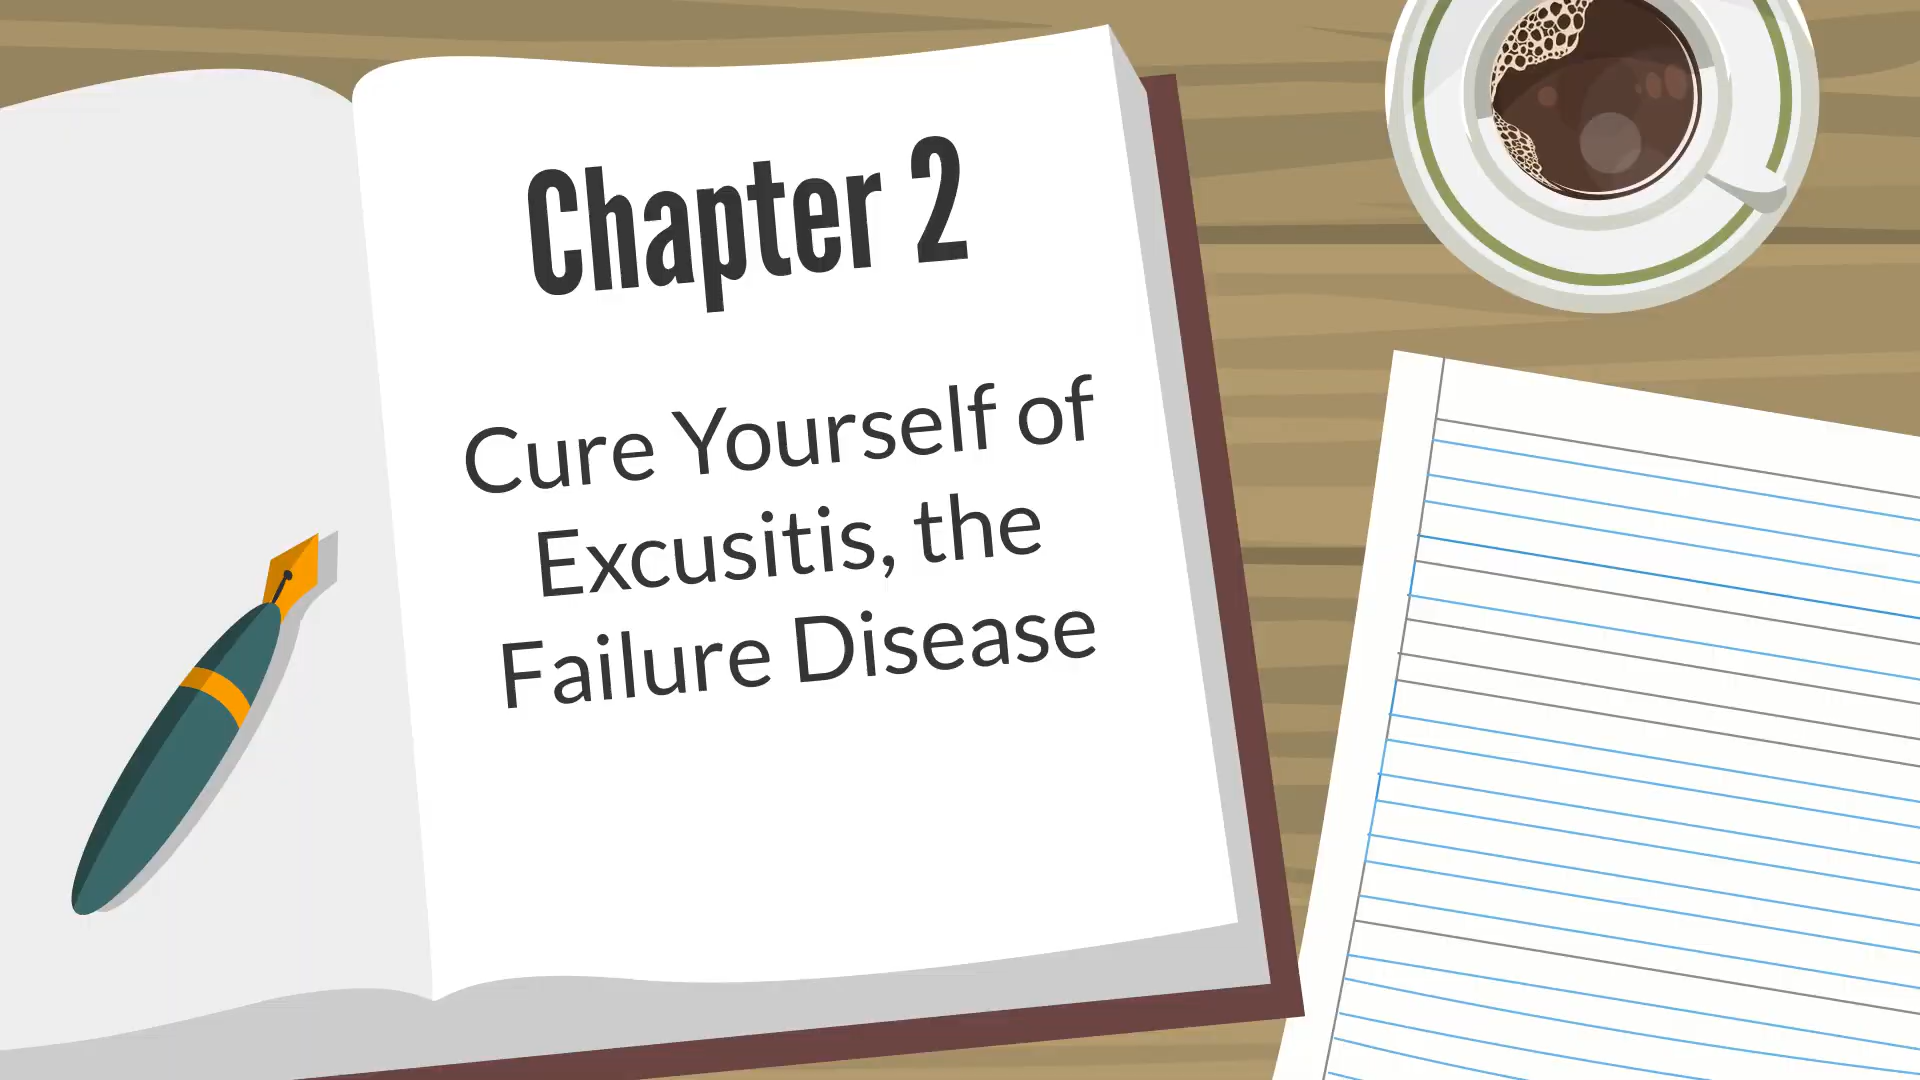 Chapter 2
Cure Yourself of
Excusitis, the
Failure Disease